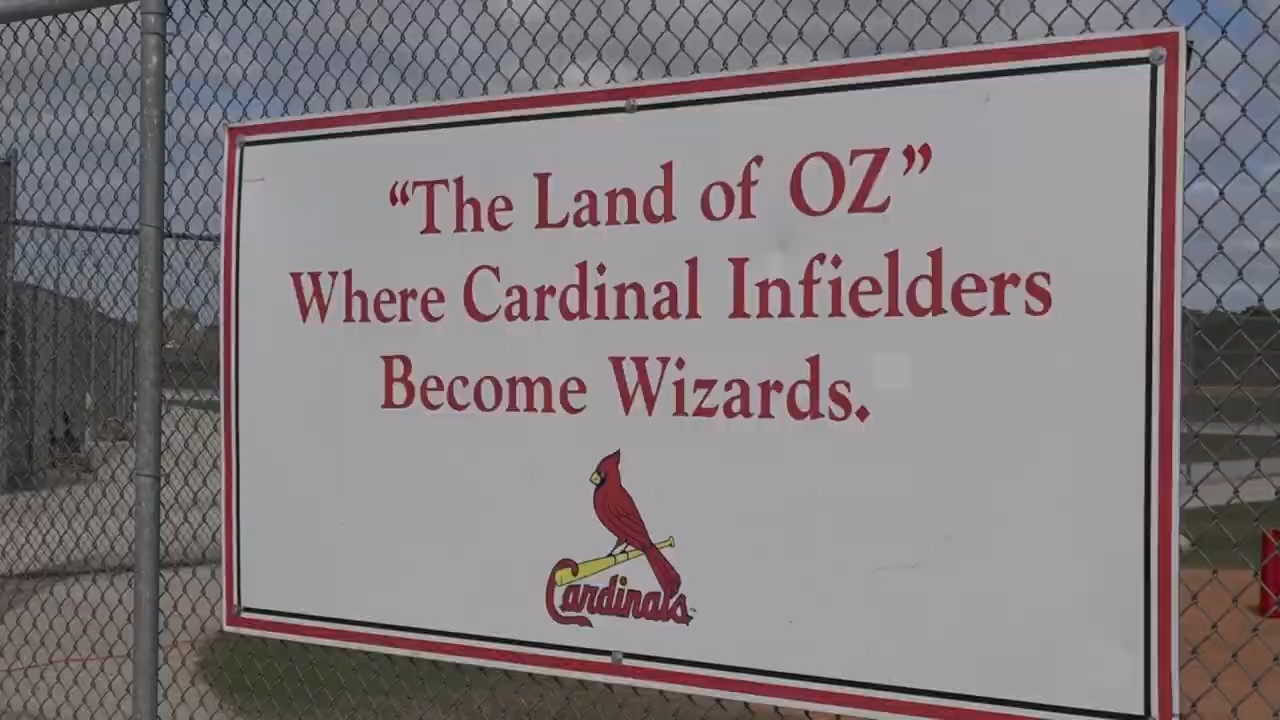 “The Land of OZ”
Where Cardinal Infielders
Become Wizards.
Cardinals